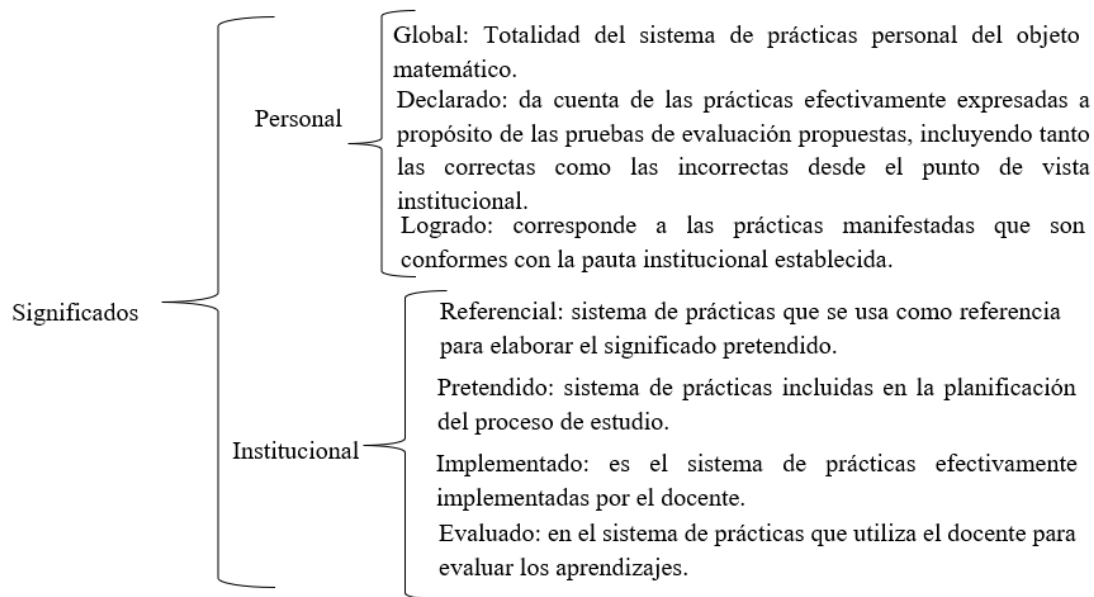 Global: Totalidad del sistema de prácticas personal del objeto
matemático.
Personal
Declarado: da cuenta de las prácticas efectivamente expresadas a
propósito de las pruebas de evaluación propuestas, incluyendo tanto
las correctas como las incorrectas desde el punto de vista
institucional.
Logrado: corresponde a las prácticas manifestadas que son
conformes con la pauta institucional establecida.
Significados
Referencial: sistema de prácticas que se usa como referencia
para elaborar el significado pretendido.
Pretendido: sistema de prácticas incluidas en la planificación
del proceso de estudio.
Institucional
Implementado: es el sistema de prácticas efectivamente
implementadas por el docente.
Evaluado: en el sistema de prácticas que utiliza el docente para
evaluar los aprendizajes.